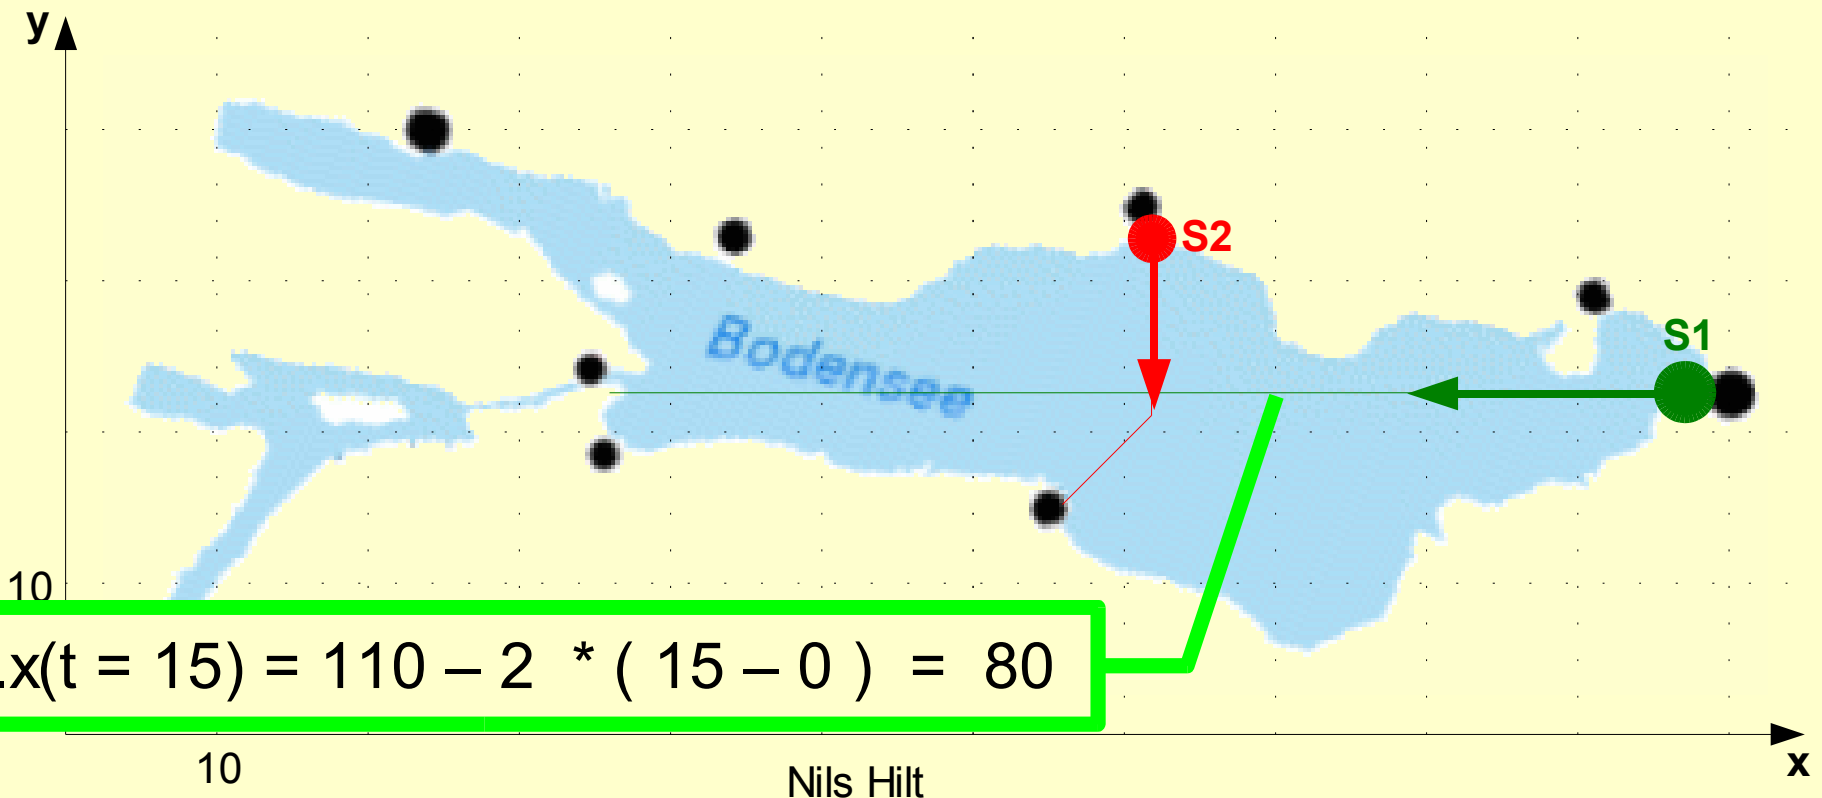 y
S2
S1
Bodensee
10
.x(t = 15) = 110 – 2 * ( 15 – 0 ) = 80
10
x
Nils Hilt